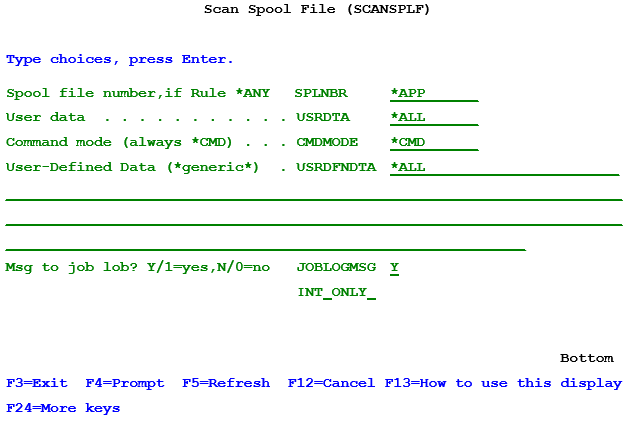 Scan Spool File (SCANSPLF)
Type choices, press Enter.
Spool file number,if Rule *ANY SPLNBR *APP
User data . . . . . . . . . . . USRDTA *ALL
Command mode (always *CMD) . . . CMDMODE *CMD
User-Defined Data (*generic*) . USRDFNDTA *ALL
Msg to job lob? Y/1=yes,N/0=no JOBLOGMSG Y
INT_ONLY_
Bottom
F3=Exit F4=Prompt F5=Refresh F12=Cancel F13=How to use this display
F24=More keys